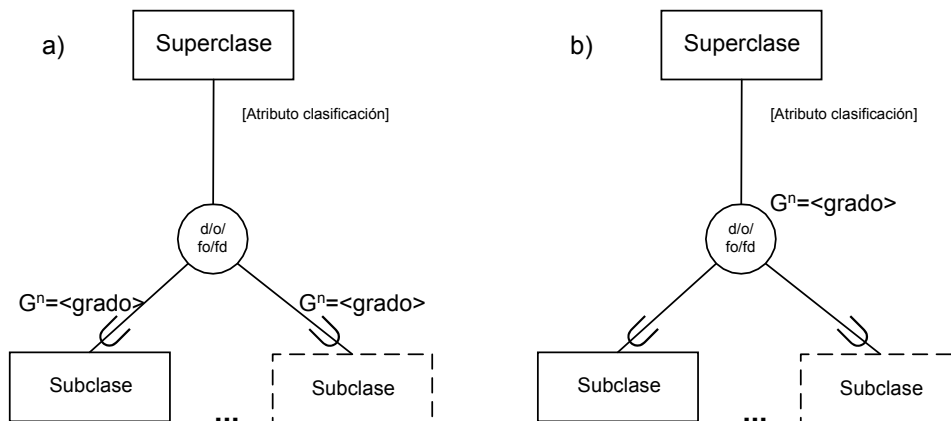 a)
Superclase
[Atributo clasificación]
d/o/
fo/fd
Gⁿ=<grado>
Gⁿ=<grado>
Subclase
...
Subclase
b)
Superclase
[Atributo clasificación]
Gⁿ=<grado>
d/o/
fo/fd
Subclase
...
Subclase